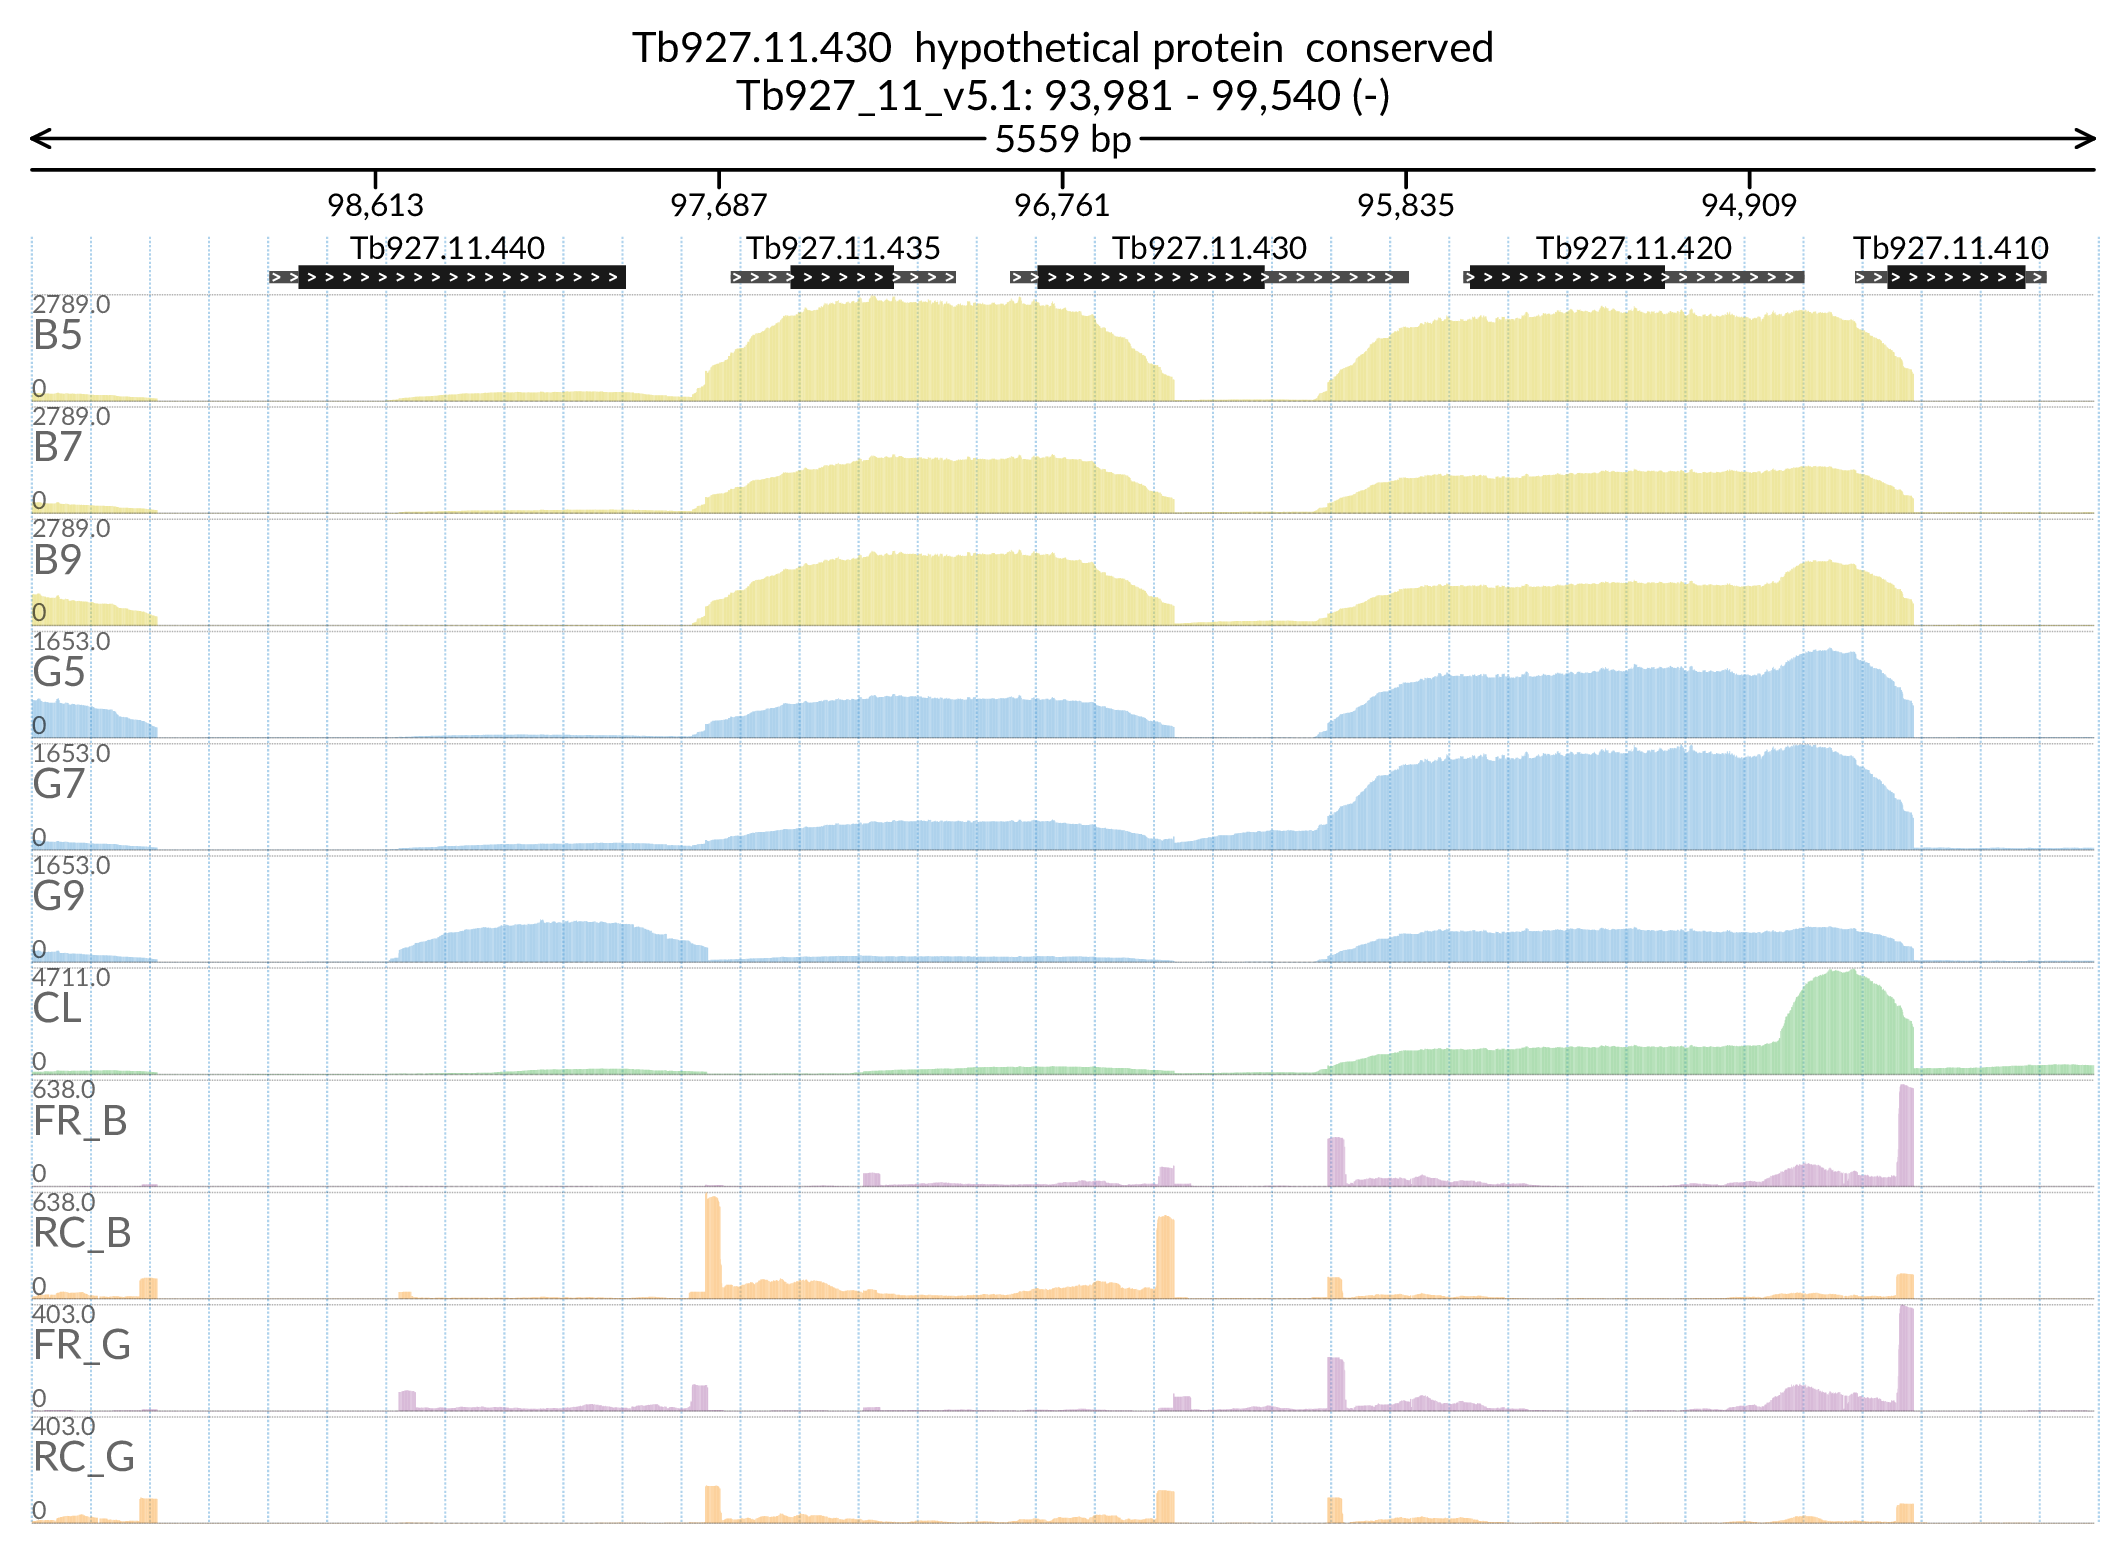 Tb927.11.430  hypothetical protein  conserved
Tb927_11_v5.1: 93,981 - 99,540 (-)
5559 bp
98,613 97,687 96,761 95,835 94,909
Tb927.11.440 Tb927.11.435 Tb927.11.430 Tb927.11.420 Tb927.11.410
2789.0
B5
0
2789.0
B7
0
2789.0
B9
0
1653.0
G5
0
1653.0
G7
0
1653.0
G9
0
4711.0
CL
0
638.0
FR_B
0
638.0
RC_B
0
403.0
FR_G
0
403.0
RC_G
0